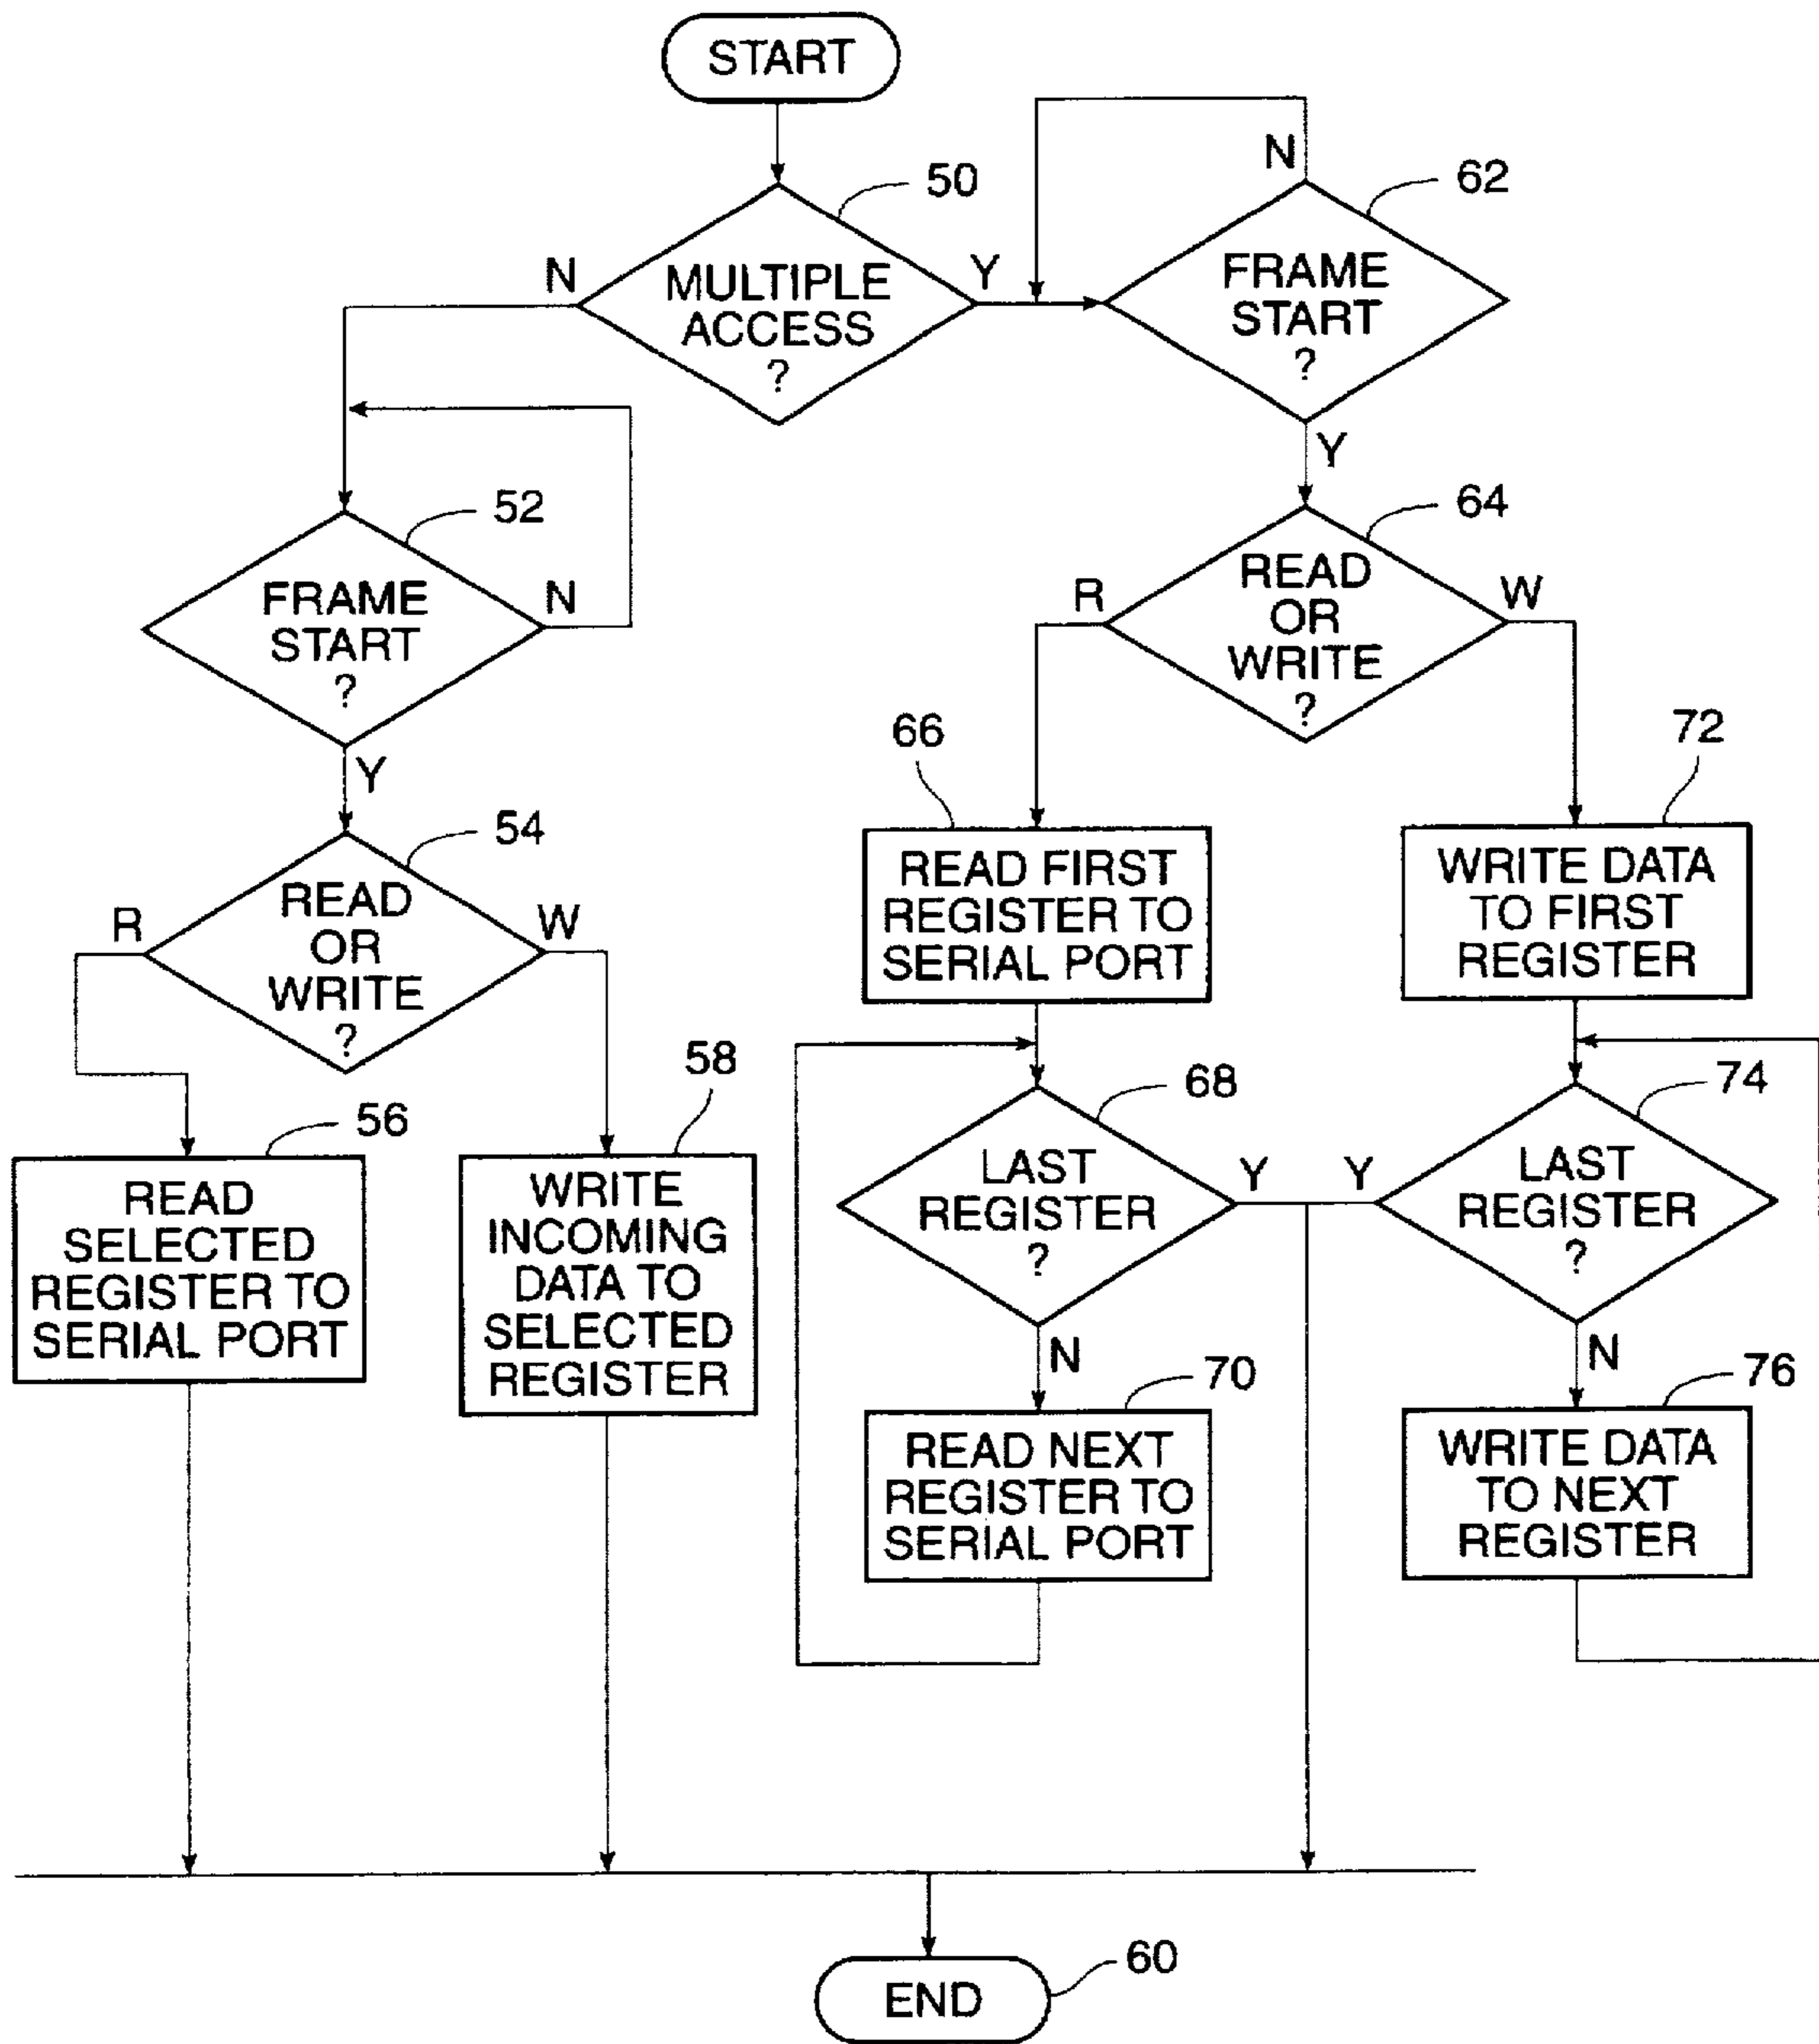 START
50
MULTIPLE
ACCESS
?
N
Y
62
FRAME
START
?
N
Y
52
FRAME
START
?
N
Y
64
READ
OR
WRITE
?
R
W
54
READ
OR
WRITE
?
R
W
66
READ FIRST
REGISTER TO
SERIAL PORT
72
WRITE DATA
TO FIRST
REGISTER
56
READ
SELECTED
REGISTER TO
SERIAL PORT
58
WRITE
INCOMING
DATA TO
SELECTED
REGISTER
68
LAST
REGISTER
?
Y
N
74
LAST
REGISTER
?
Y
N
70
READ NEXT
REGISTER TO
SERIAL PORT
76
WRITE DATA
TO NEXT
REGISTER
END
60